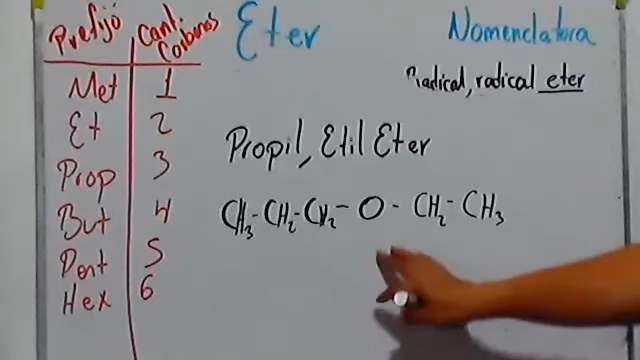 Prefijo Cant. Carbonos
Eter
Nomenclatura
Radical, radical eter
Met 1
Et 2
Prop 3
But 4
Pent 5
Hex 6
Propil, Etil Eter
CH3-CH2-CH2-O-CH2-CH3